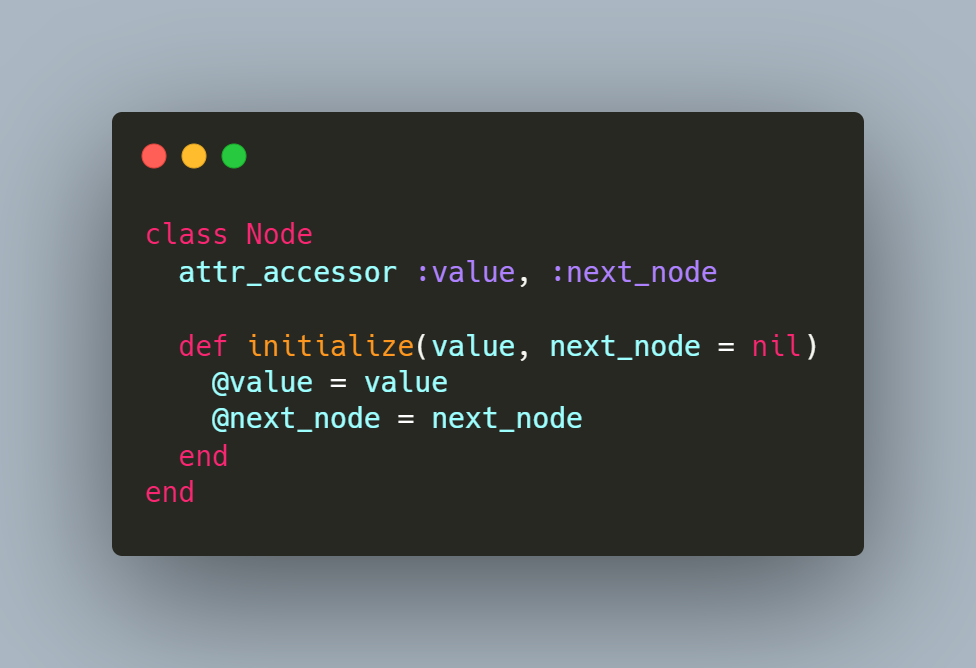 class Node
  attr_accessor :value, :next_node

  def initialize(value, next_node = nil)
    @value = value
    @next_node = next_node
  end
end